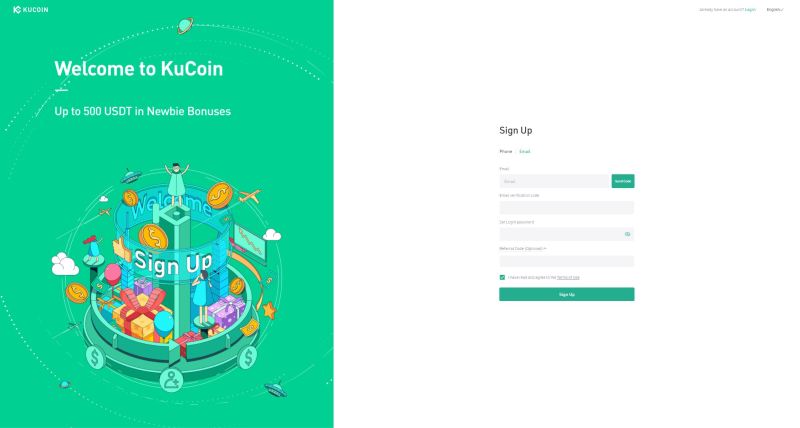 KUCOIN
Already have an account? Login
English
Welcome to KuCoin
Up to 500 USDT in Newbie Bonuses
Welcome
Sign Up
Sign Up
Phone
Email
Email
Email
Send Code
Email verification code
Set Login password
Referral Code (Optional)
I have read and agree to the Terms of Use
Sign Up